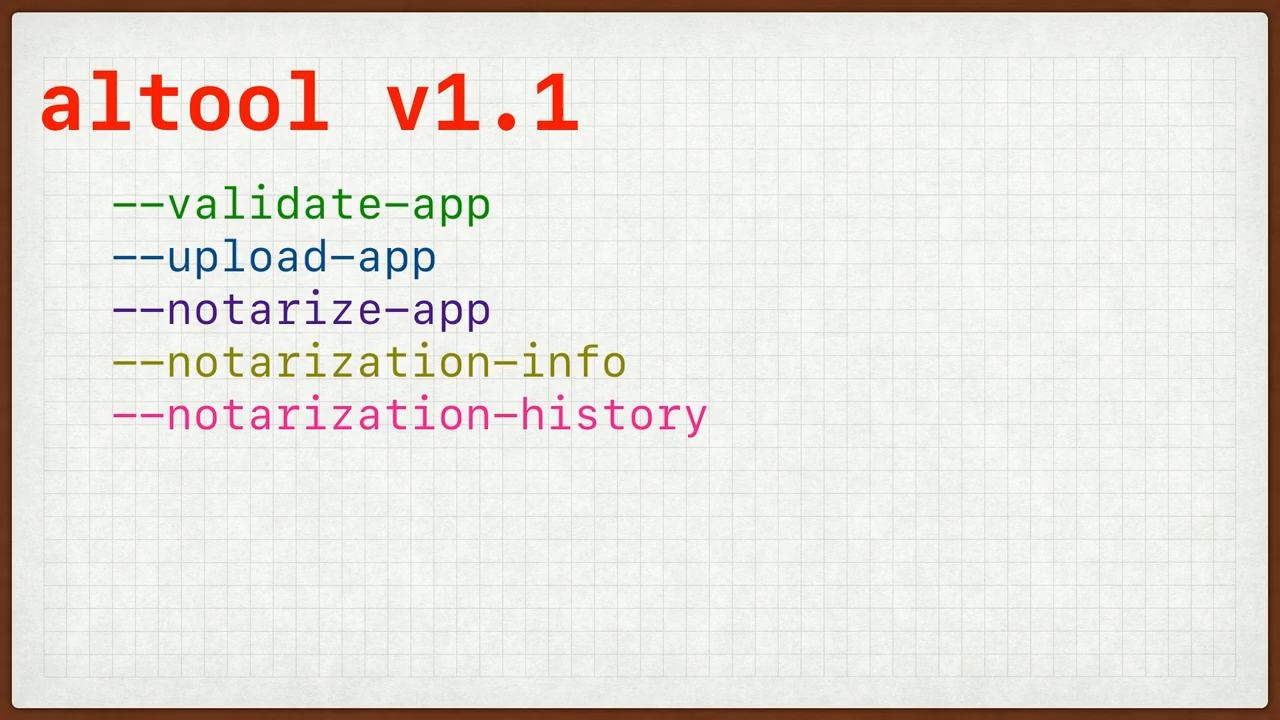 altool v1.1
--validate-app
--upload-app
--notarize-app
--notarization-info
--notarization-history